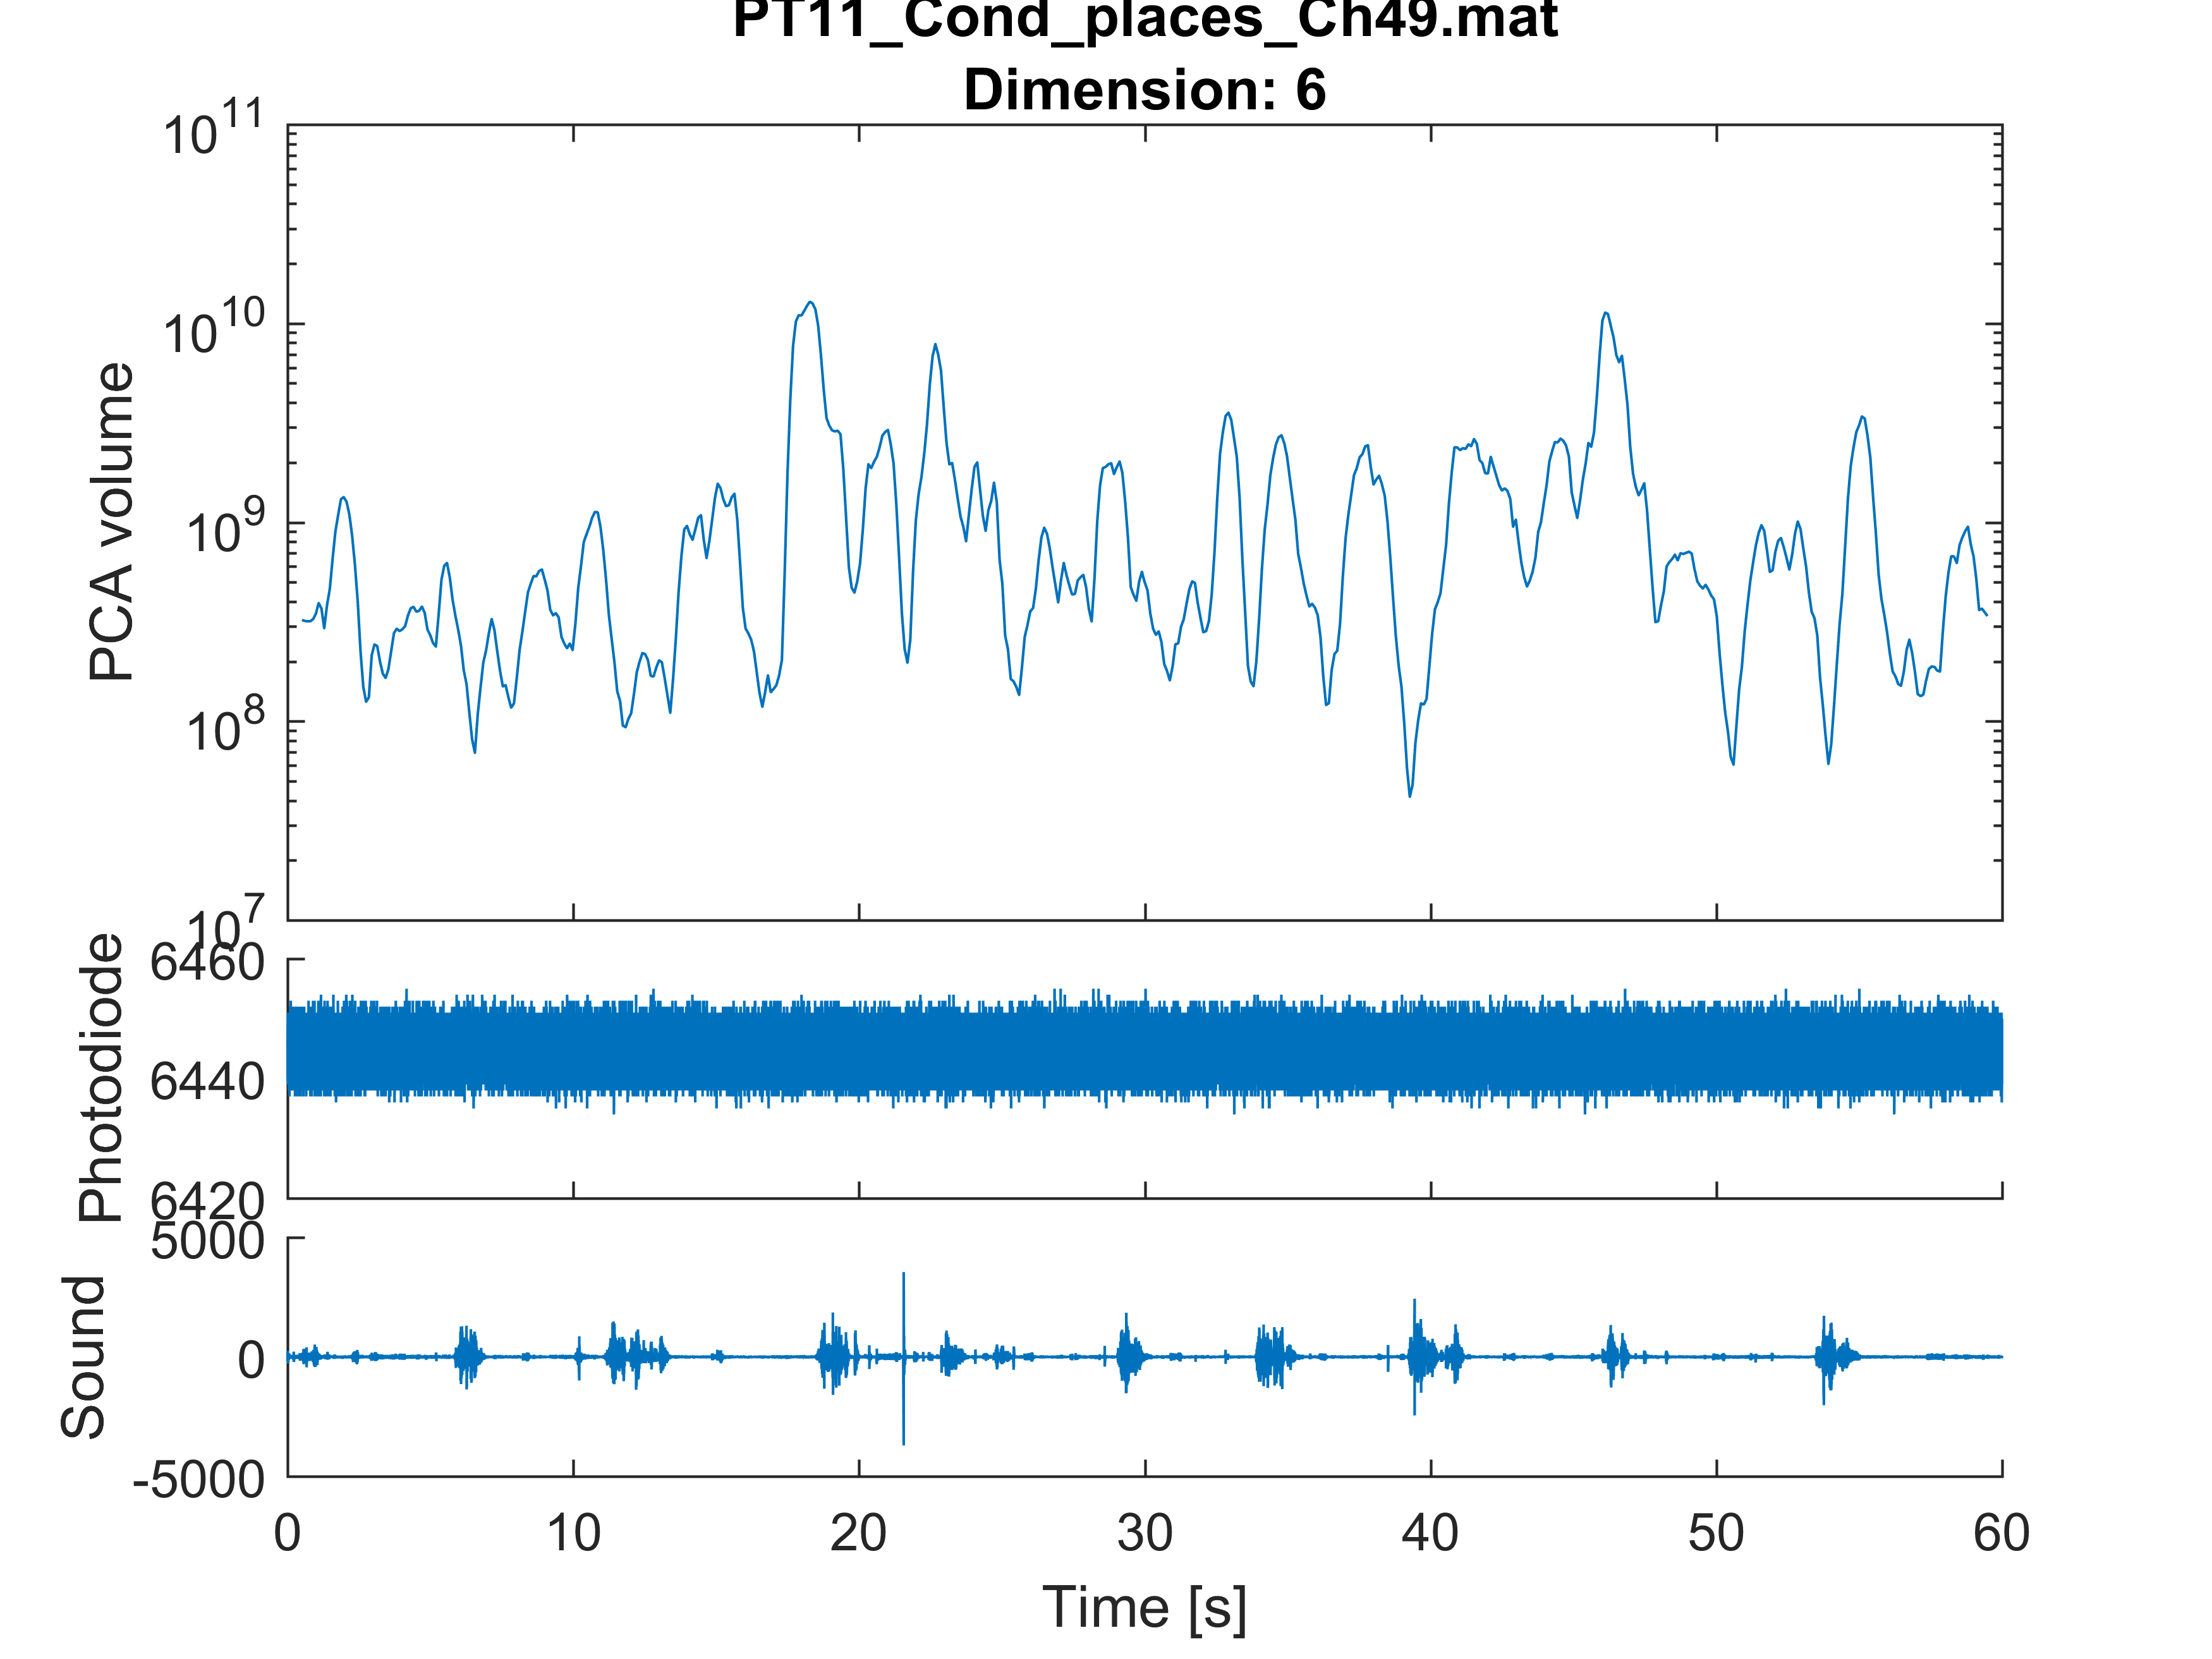 PT11_Cond_places_Ch49.mat
Dimension: 6
10^11
10^10
10^9
10^8
10^7
PCA volume
6460
6440
6420
Photodiode
5000
0
-5000
Sound
0 10 20 30 40 50 60
Time [s]